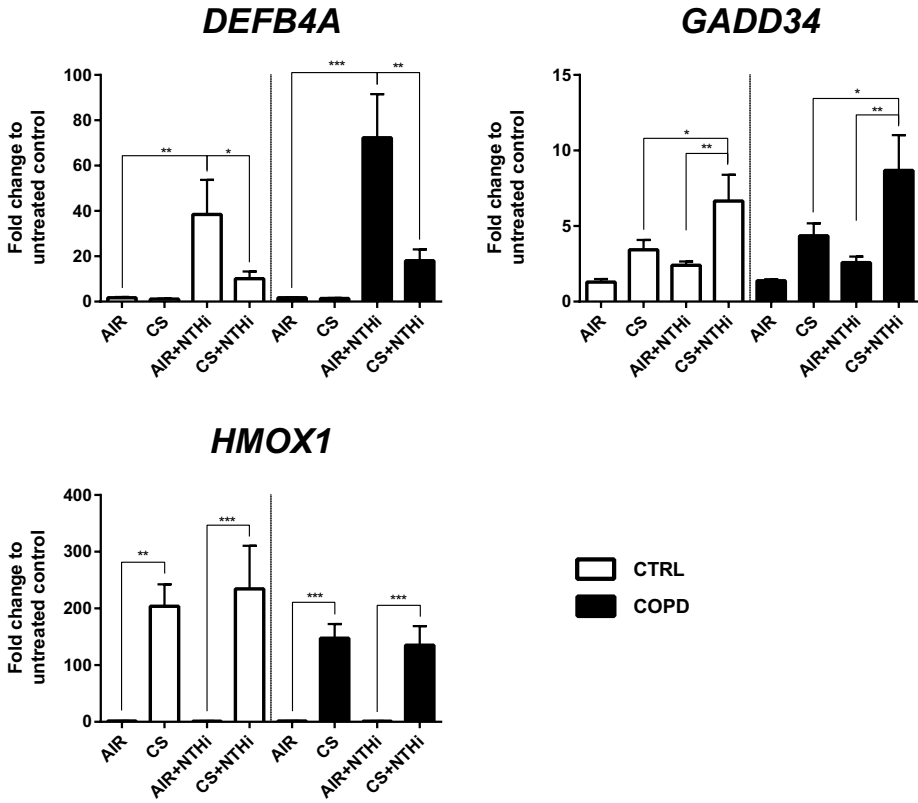 DEFB4A
GADD34
Fold change to
untreated control
100
80
60
40
20
0
**
*
***
**
AIR
CS
AIR+NTHi
CS+NTHi
AIR
CS
AIR+NTHi
CS+NTHi
Fold change to
untreated control
15
10
5
0
*
**
*
**
AIR
CS
AIR+NTHi
CS+NTHi
AIR
CS
AIR+NTHi
CS+NTHi
HMOX1
Fold change to
untreated control
400
300
200
100
0
**
***
***
***
AIR
CS
AIR+NTHi
CS+NTHi
AIR
CS
AIR+NTHi
CS+NTHi
CTRL
COPD